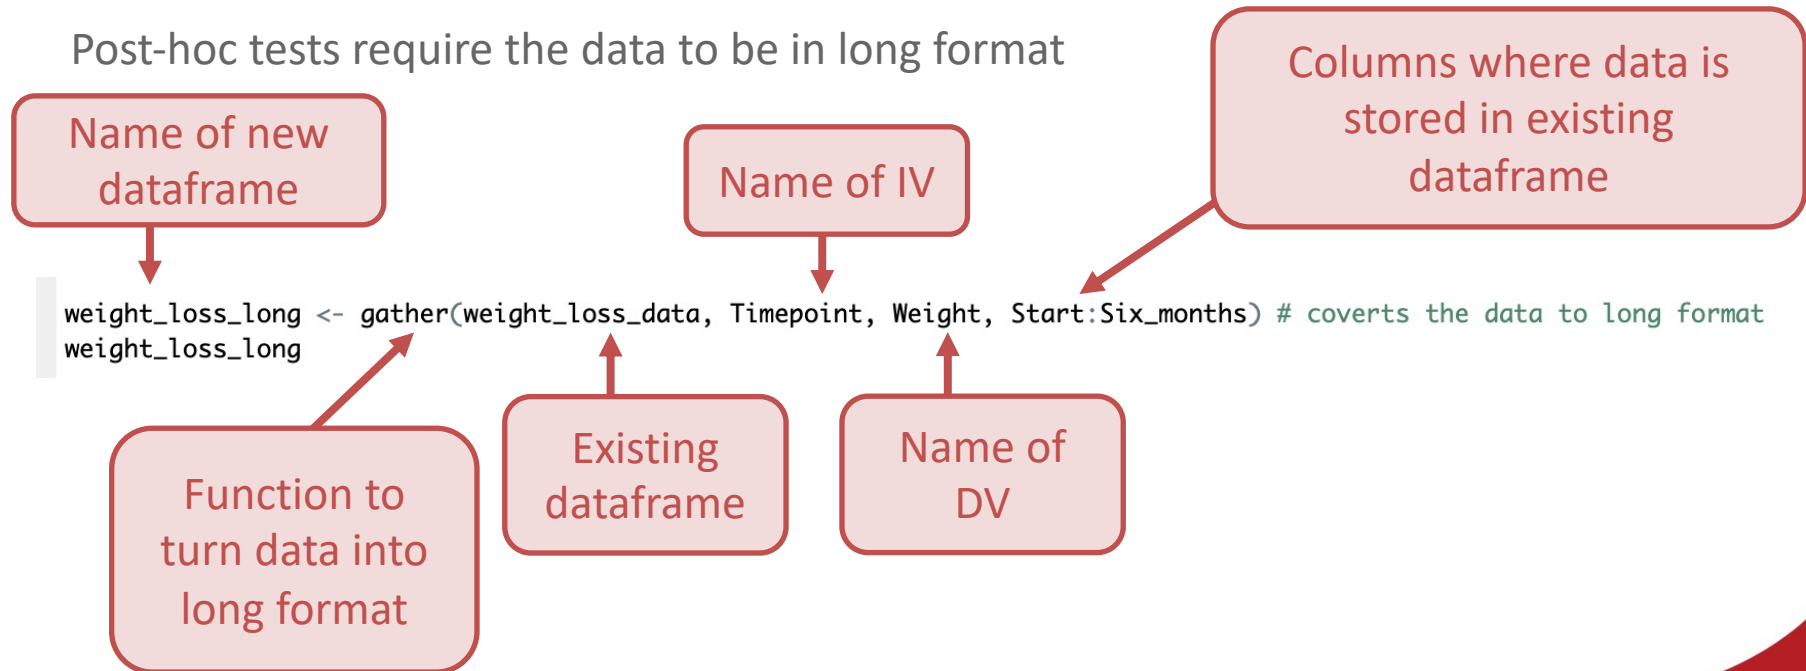 Post-hoc tests require the data to be in long format
Name of new
dataframe
Name of IV
Columns where data is
stored in existing
dataframe
weight_loss_long <- gather(weight_loss_data, Timepoint, Weight, Start:Six_months) # coverts the data to long format
weight_loss_long
Function to
turn data into
long format
Existing
dataframe
Name of
DV